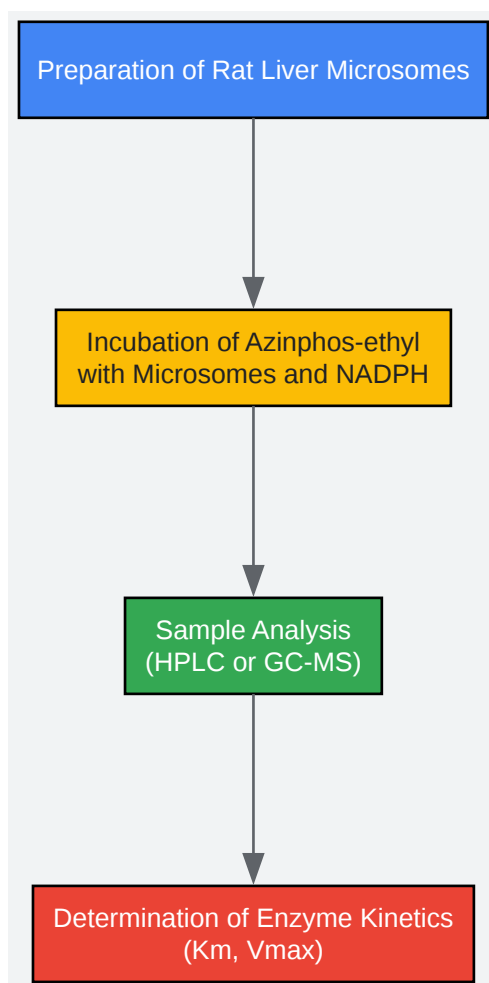 Preparation of Rat Liver Microsomes
Incubation of Azinphos-ethyl
with Microsomes and NADPH
Sample Analysis
(HPLC or GC-MS)
Determination of Enzyme Kinetics
(Km, Vmax)